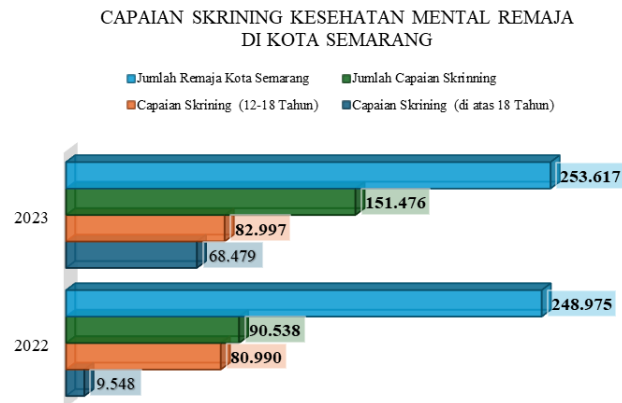 CAPAIAN SKRINING KESEHATAN MENTAL REMAJA
DI KOTA SEMARANG
Jumlah Remaja Kota Semarang
Jumlah Capaian Skrinning
Capaian Skrining (12-18 Tahun)
Capaian Skrining (di atas 18 Tahun)
2023
253.617
151.476
82.997
68.479
2022
248.975
90.538
80.990
9.548